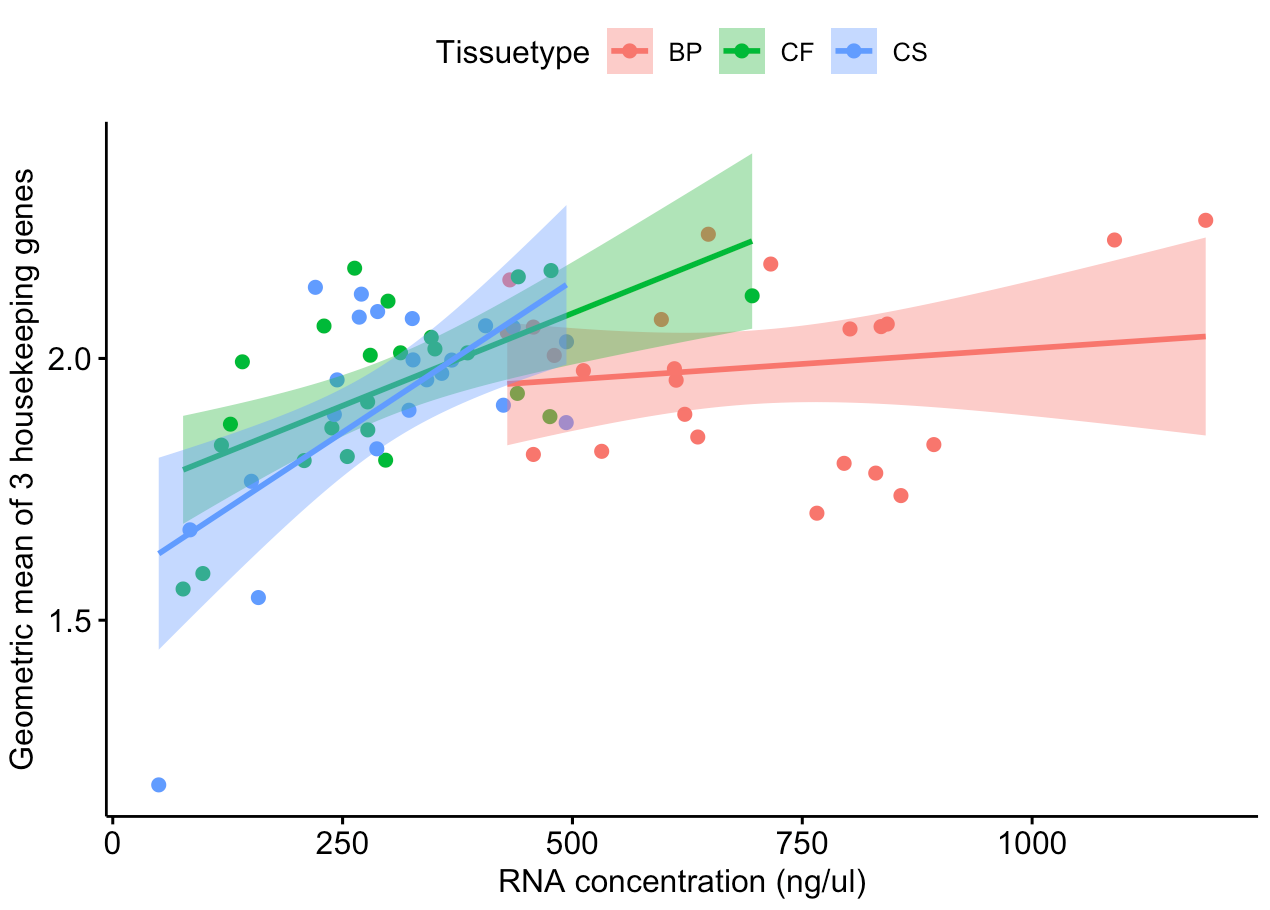 Tissuetype BP CF CS
Geometric mean of 3 housekeeping genes
2.0
1.5
0 250 500 750 1000
RNA concentration (ng/ul)